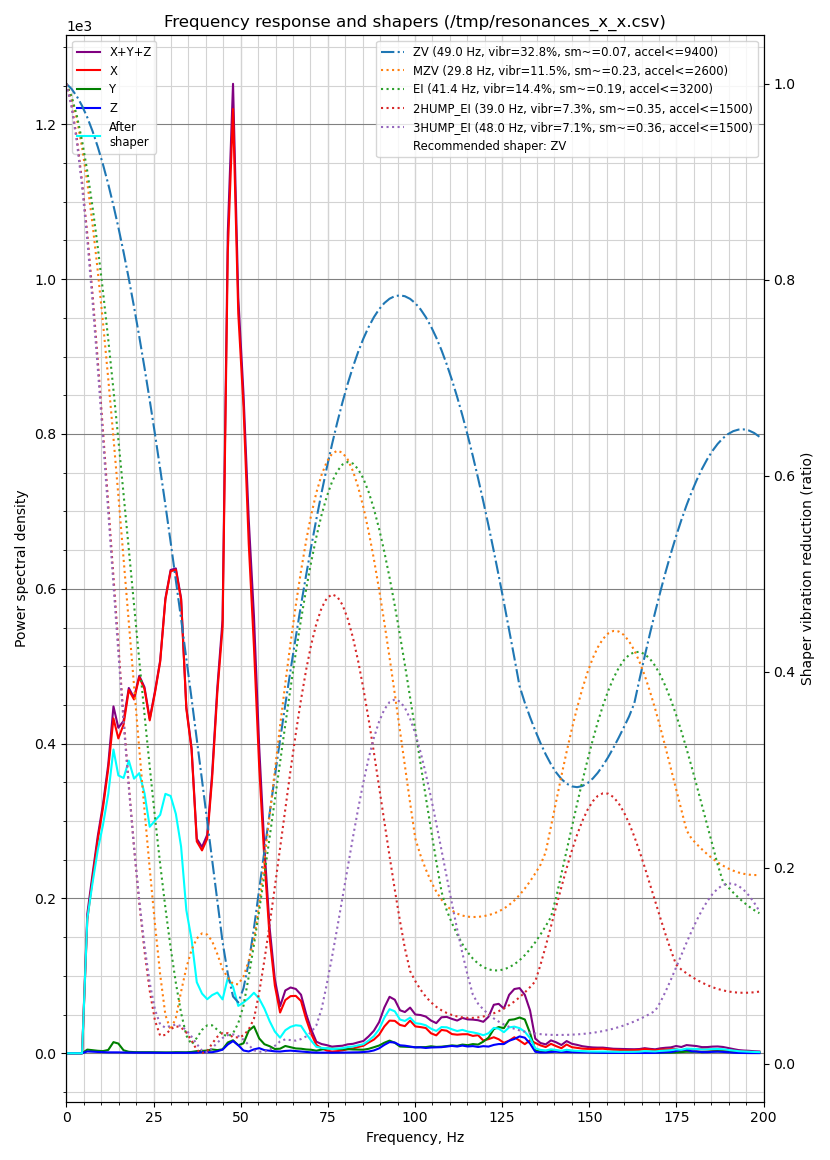 Frequency response and shapers (/tmp/resonances_x_x.csv)
1e3
X+Y+Z
X
Y
Z
After
shaper
ZV (49.0 Hz, vibr=32.8%, sm~=0.07, accel<=9400)
MZV (29.8 Hz, vibr=11.5%, sm~=0.23, accel<=2600)
EI (41.4 Hz, vibr=14.4%, sm~=0.19, accel<=3200)
2HUMP_EI (39.0 Hz, vibr=7.3%, sm~=0.35, accel<=1500)
3HUMP_EI (48.0 Hz, vibr=7.1%, sm~=0.36, accel<=1500)
Recommended shaper: ZV
Power spectral density
1.2
1.0
0.8
0.6
0.4
0.2
0.0
1.0
0.8
0.6
0.4
0.2
0.0
Shaper vibration reduction (ratio)
0 25 50 75 100 125 150 175 200
Frequency, Hz